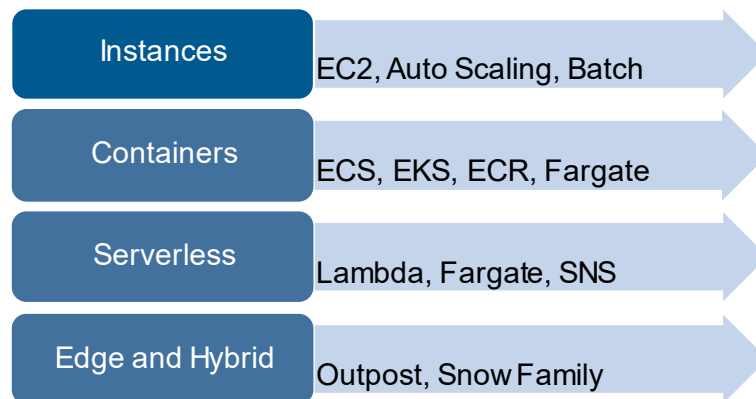 Instances
EC2, Auto Scaling, Batch
Containers
ECS, EKS, ECR, Fargate
Serverless
Lambda, Fargate, SNS
Edge and Hybrid
Outpost, Snow Family